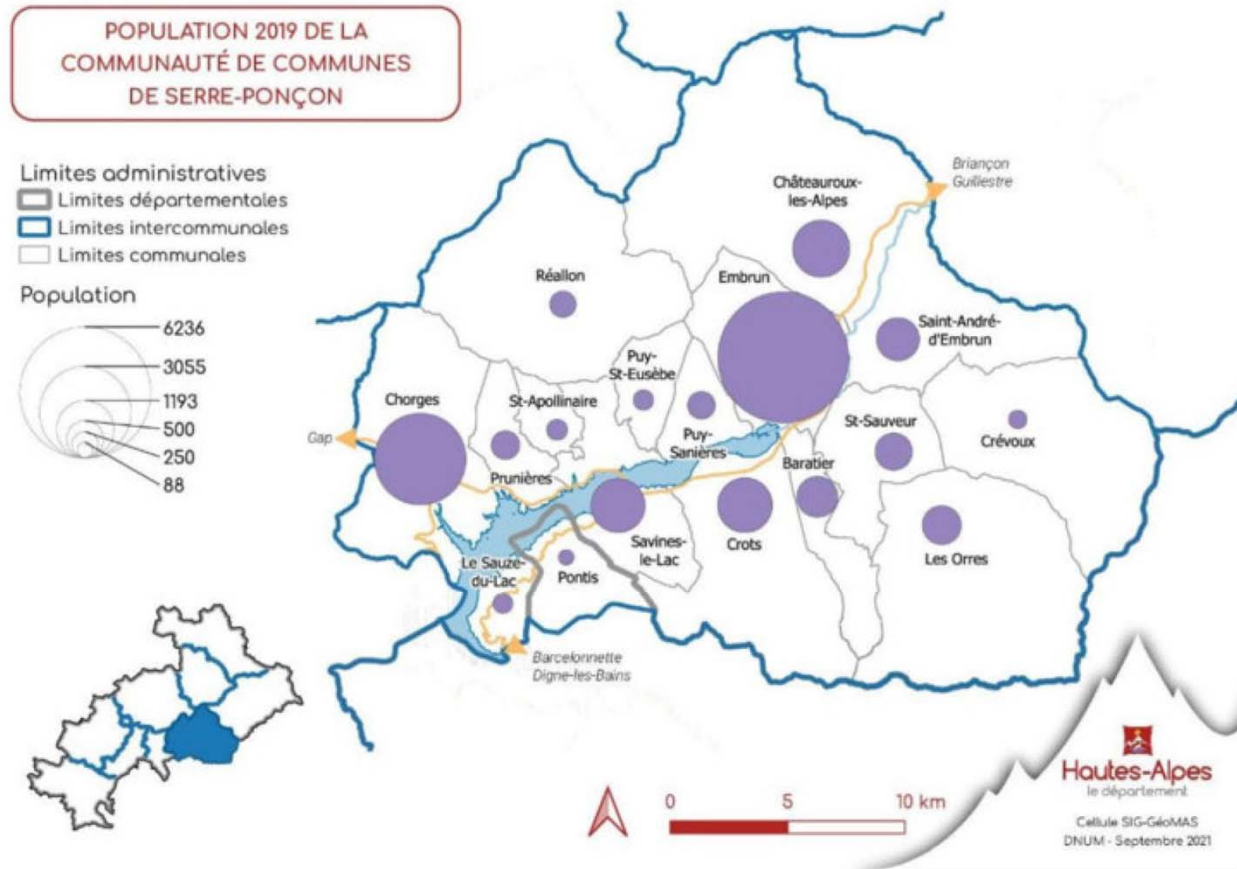 POPULATION 2019 DE LA
COMMUNAUTÉ DE COMMUNES
DE SERRE-PONÇON
Limites administratives
Limites départementales
Limites intercommunales
Limites communales
Population
6236
3055
1193
500
250
88
Briançon
Guillestre
Châteauroux-
les-Alpes
Réallon
Embrun
Saint-André-
d'Embrun
Puy-
St-Eusèbe
Chorges
St-Apollinaire
St-Sauveur
Crévoux
Gap
Puy-
Sanières
Prunières
Baratier
Savines-
le-Lac
Crots
Les Orres
Le Sauze-
du-Lac
Pontis
Barcelonnette
Digne-les-Bains
0 5 10 km
Hautes-Alpes
le département
Cellule SIG-GéoMAS
DNUM - Septembre 2021